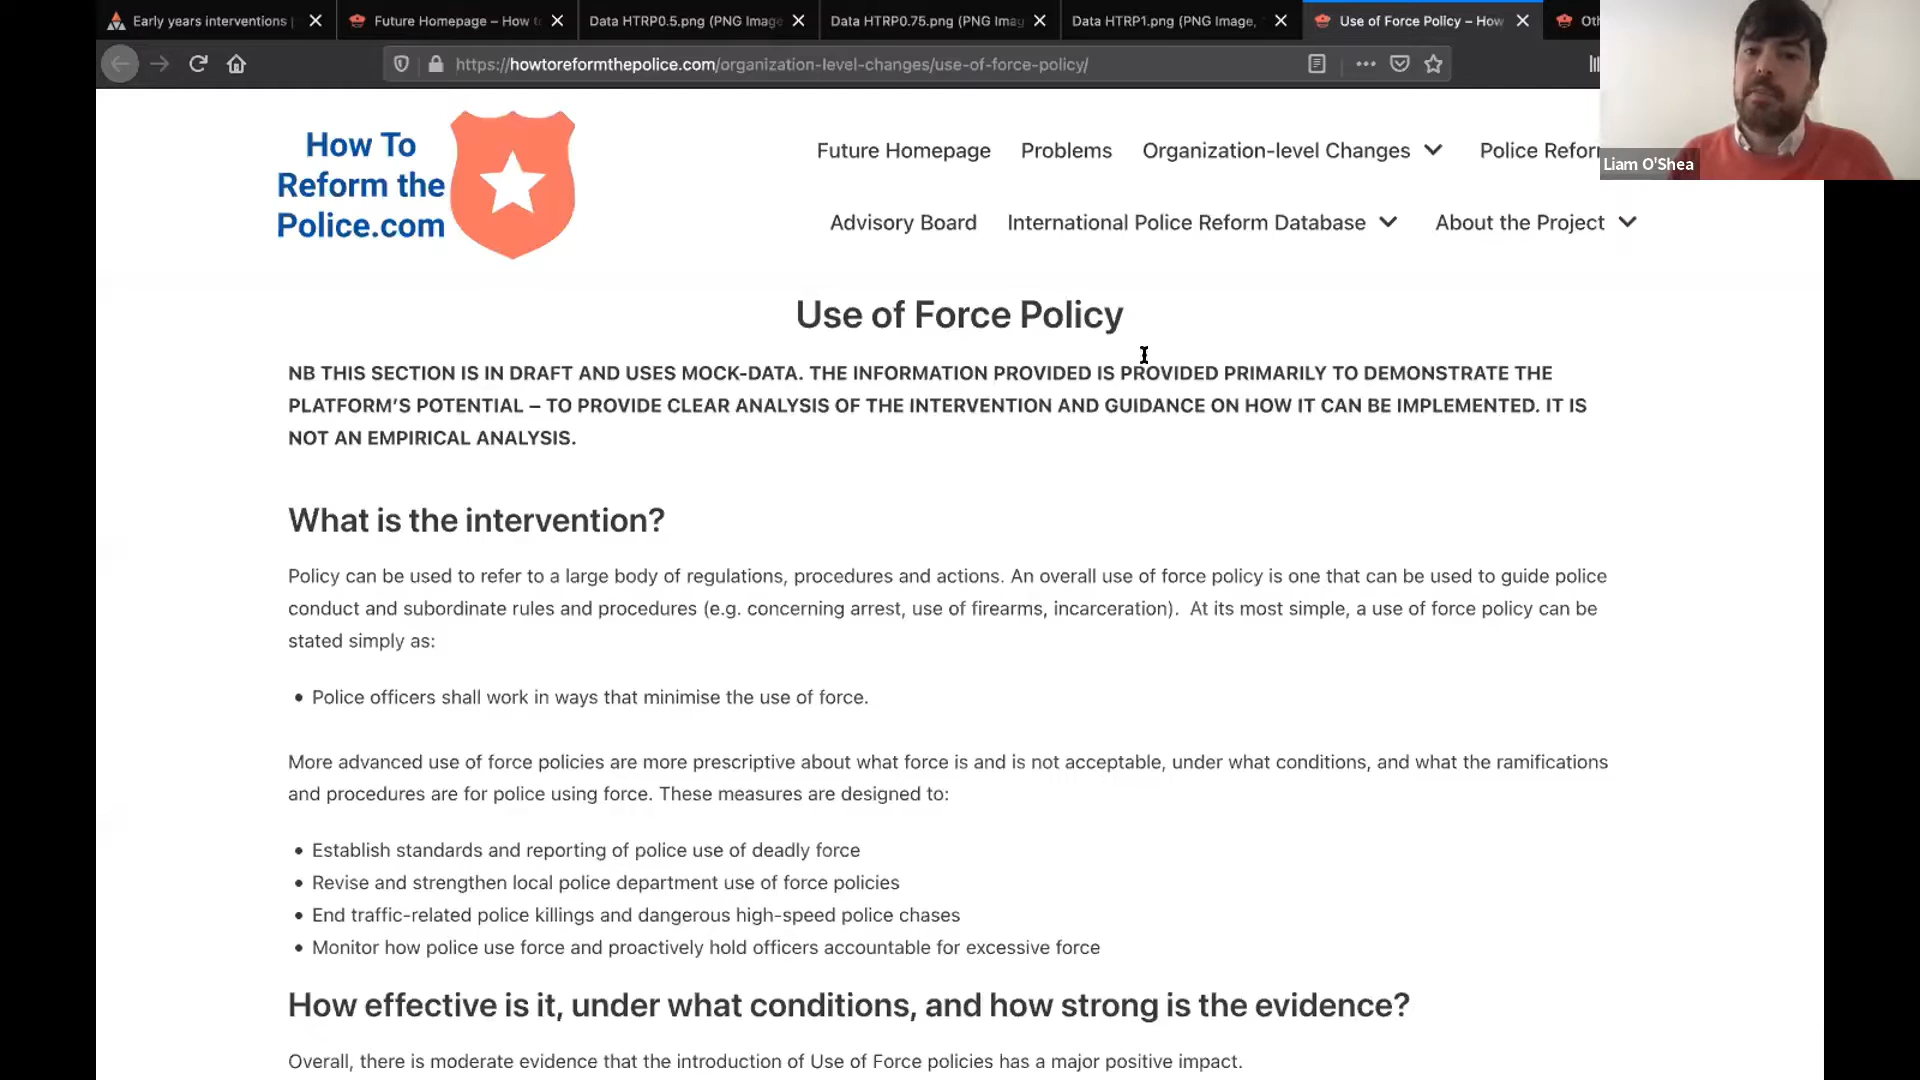 Early years interventions
Future Homepage – How t
Data HTRP0.5.png (PNG Image
Data HTRP0.75.png (PNG Imag
Data HTRP1.png (PNG Image,
Use of Force Policy – How
Ot
https://howtoreformthepolice.com/organization-level-changes/use-of-force-policy/
Liam O'Shea
How To
Reform the
Police.com
Future Homepage
Problems
Organization-level Changes
Police Refor
Advisory Board
International Police Reform Database
About the Project
Use of Force Policy
NB THIS SECTION IS IN DRAFT AND USES MOCK-DATA. THE INFORMATION PROVIDED IS PROVIDED PRIMARILY TO DEMONSTRATE THE
PLATFORM'S POTENTIAL – TO PROVIDE CLEAR ANALYSIS OF THE INTERVENTION AND GUIDANCE ON HOW IT CAN BE IMPLEMENTED. IT IS
NOT AN EMPIRICAL ANALYSIS.
What is the intervention?
Policy can be used to refer to a large body of regulations, procedures and actions. An overall use of force policy is one that can be used to guide police
conduct and subordinate rules and procedures (e.g. concerning arrest, use of firearms, incarceration). At its most simple, a use of force policy can be
stated simply as:
• Police officers shall work in ways that minimise the use of force.
More advanced use of force policies are more prescriptive about what force is and is not acceptable, under what conditions, and what the ramifications
and procedures are for police using force. These measures are designed to:
• Establish standards and reporting of police use of deadly force
• Revise and strengthen local police department use of force policies
• End traffic-related police killings and dangerous high-speed police chases
• Monitor how police use force and proactively hold officers accountable for excessive force
How effective is it, under what conditions, and how strong is the evidence?
Overall, there is moderate evidence that the introduction of Use of Force policies has a major positive impact.